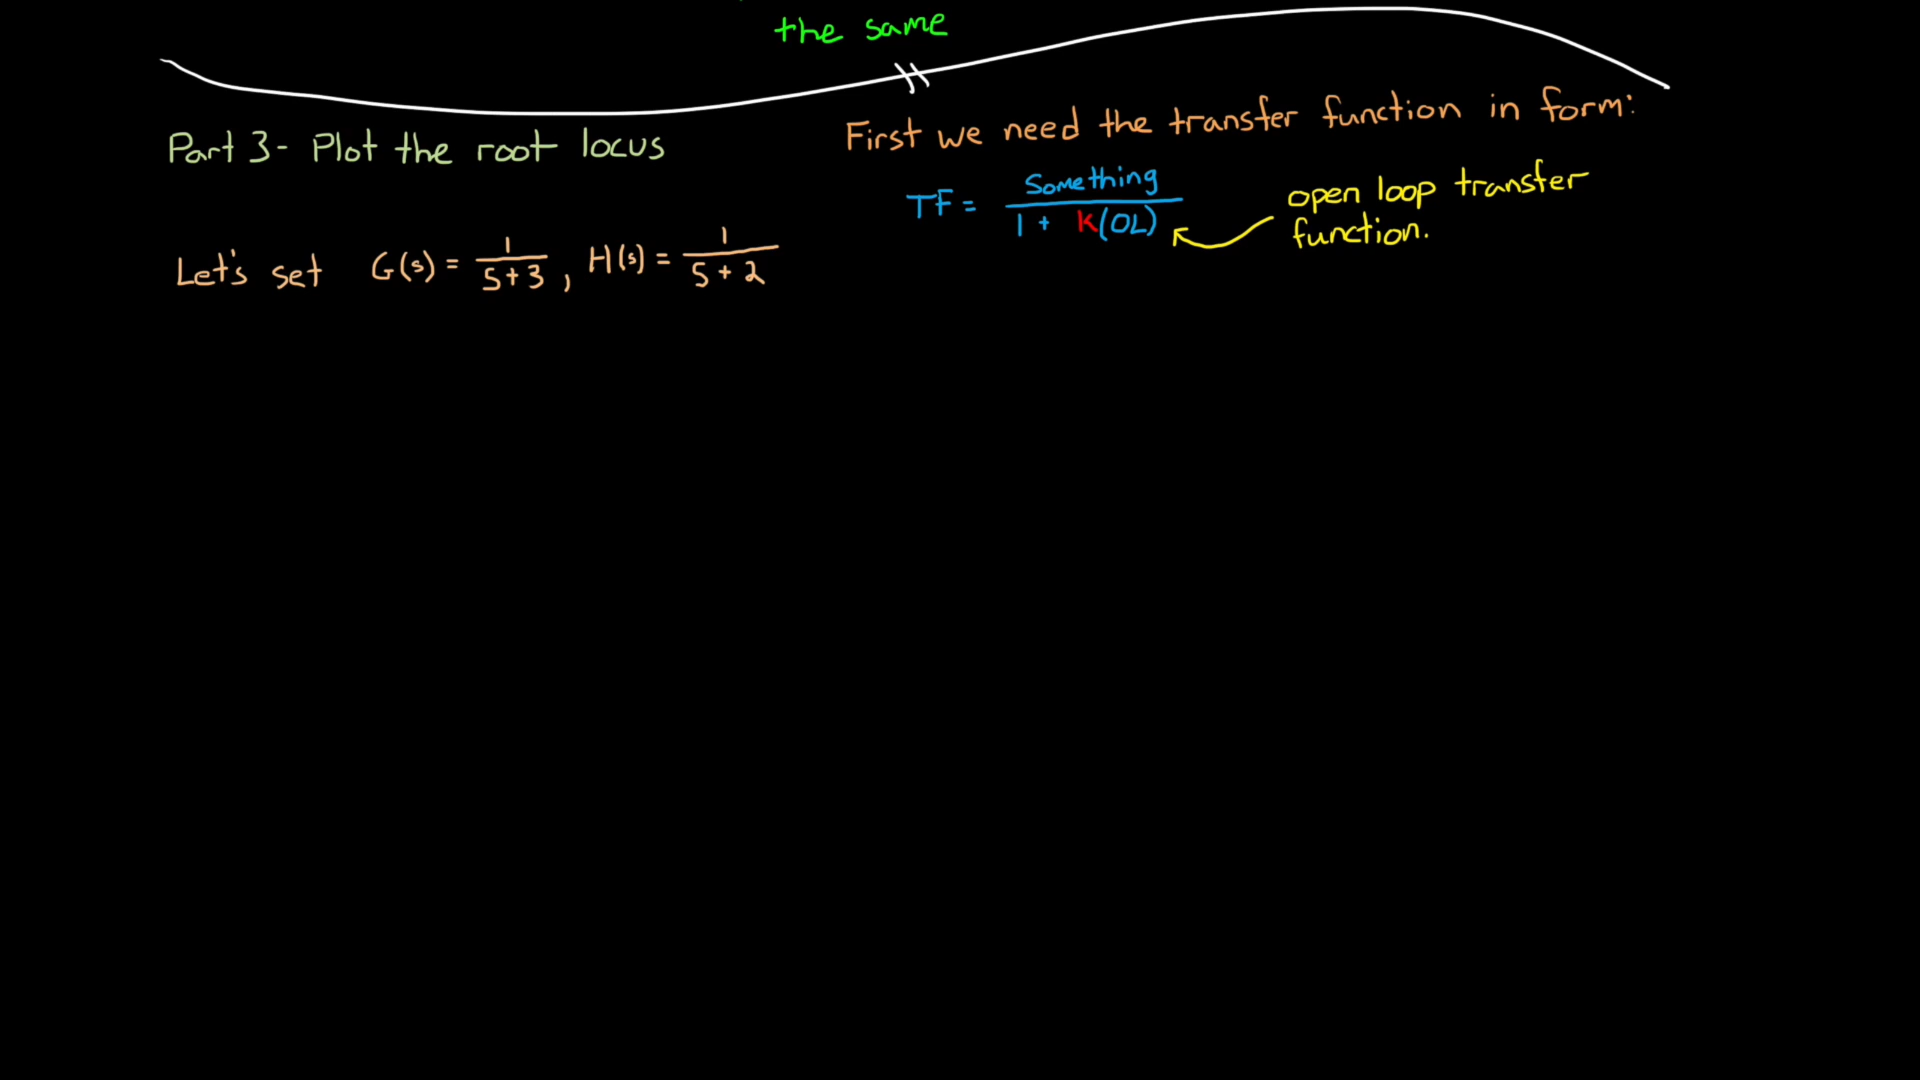 the same
Part 3- Plot the root locus
Let's set G(s) = 1/(s+3), H(s) = 1/(s+2)
First we need the transfer function in form:
TF = Something/(1 + K(OL))
open loop transfer
function.